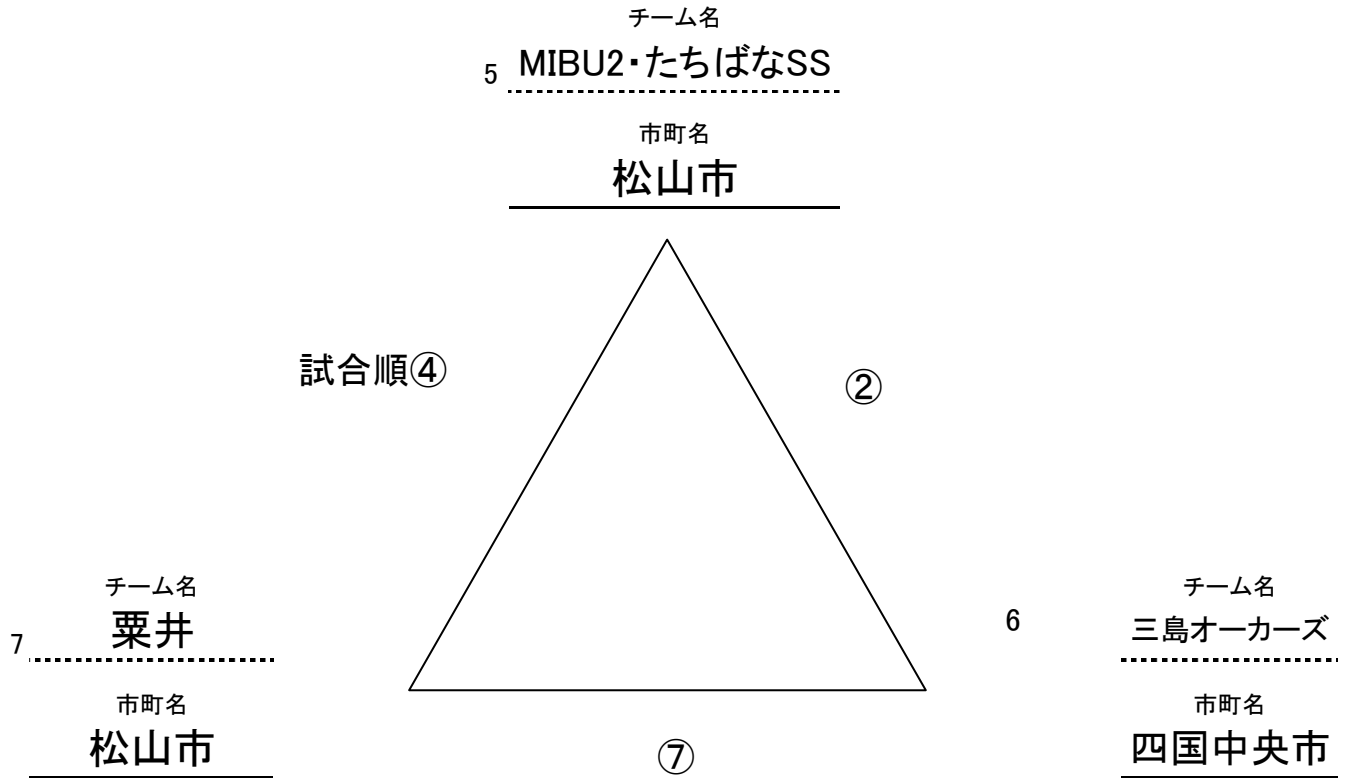 チーム名
5 MIBU2・たちばなSS
市町名
松山市
試合順④
②
チーム名
7 粟井
市町名
松山市
⑦
チーム名
6 三島オーカーズ
市町名
四国中央市